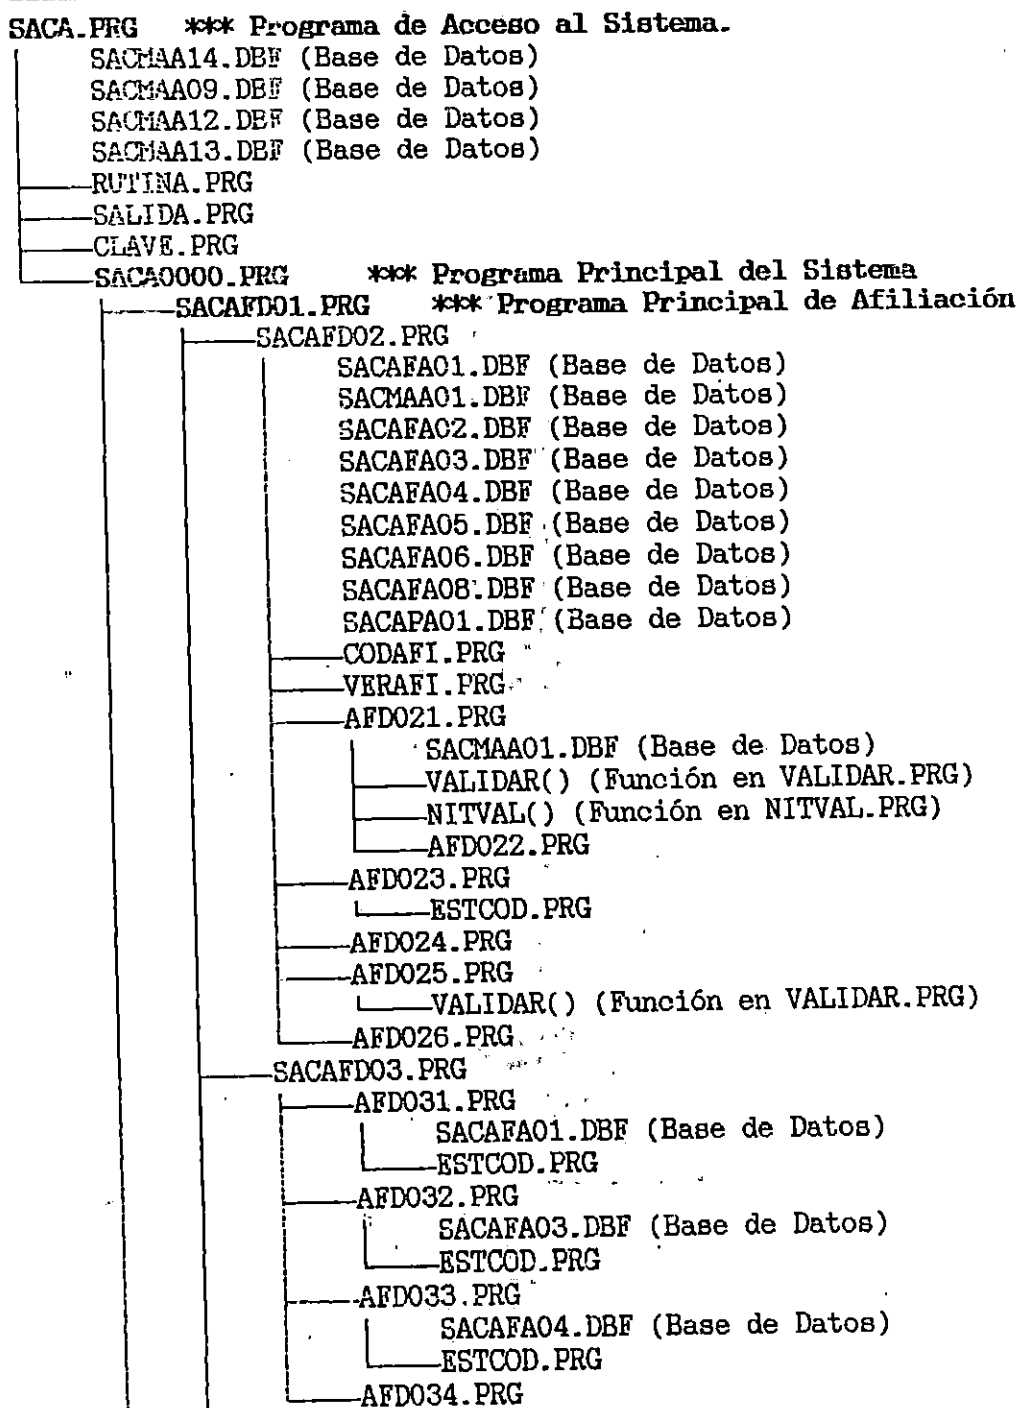 SACA.PRG *** Programa de Acceso al Sistema.
SACMAA14.DBF (Base de Datos)
SACMAA09.DBF (Base de Datos)
SACMAA12.DBF (Base de Datos)
SACMAA13.DBF (Base de Datos)
RUTINA.PRG
SALIDA.PRG
CLAVE.PRG
SACA0000.PRG *** Programa Principal del Sistema
SACAFD01.PRG *** Programa Principal de Afiliación
SACAFD02.PRG
SACAFA01.DBF (Base de Datos)
SACMAA01.DBF (Base de Datos)
SACAFA02.DBF (Base de Datos)
SACAFA03.DBF (Base de Datos)
SACAFA04.DBF (Base de Datos)
SACAFA05.DBF (Base de Datos)
SACAFA06.DBF (Base de Datos)
SACAFA08.DBF (Base de Datos)
SACAPA01.DBF (Base de Datos)
CODAFI.PRG
VERAFI.PRG
AFD021.PRG
SACMAA01.DBF (Base de Datos)
VALIDAR() (Función en VALIDAR.PRG)
NITVAL() (Función en NITVAL.PRG)
AFD022.PRG
AFD023.PRG
ESTCOD.PRG
AFD024.PRG
AFD025.PRG
VALIDAR() (Función en VALIDAR.PRG)
AFD026.PRG
SACAFD03.PRG
AFD031.PRG
SACAFA01.DBF (Base de Datos)
ESTCOD.PRG
AFD032.PRG
SACAFA03.DBF (Base de Datos)
ESTCOD.PRG
AFD033.PRG
SACAFA04.DBF (Base de Datos)
ESTCOD.PRG
AFD034.PRG